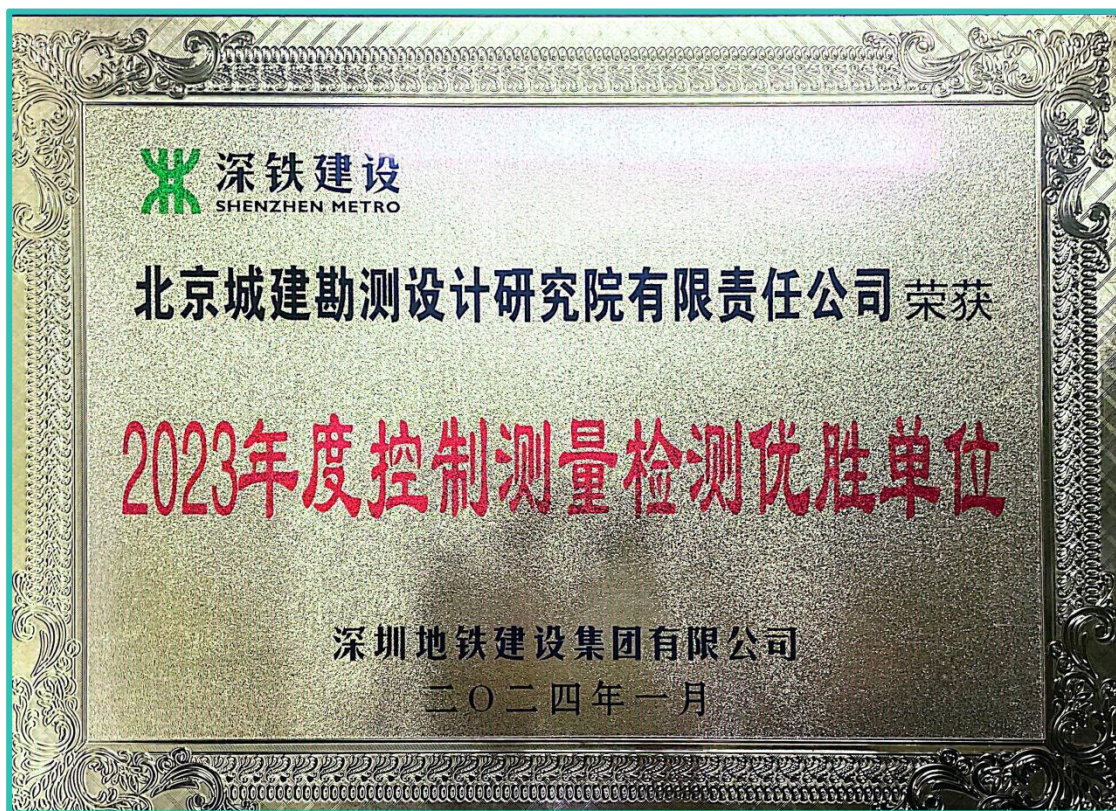 深铁建设
SHENZHEN METRO
北京城建勘测设计研究院有限责任公司 荣获
2023年度控制测量检测优胜单位
深圳地铁建设集团有限公司
二〇二四年一月